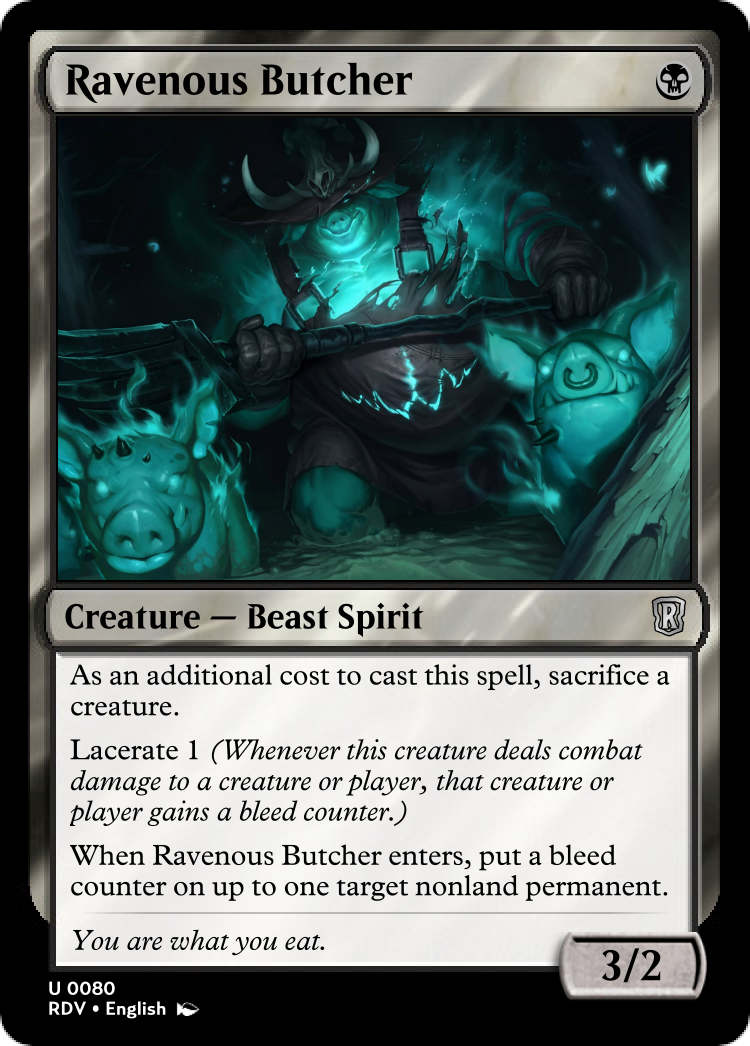 Ravenous Butcher
Creature — Beast Spirit
R
As an additional cost to cast this spell, sacrifice a
creature.
Lacerate 1 (Whenever this creature deals combat
damage to a creature or player, that creature or
player gains a bleed counter.)
When Ravenous Butcher enters, put a bleed
counter on up to one target nonland permanent.
You are what you eat.
3/2
U 0080
RDV • English